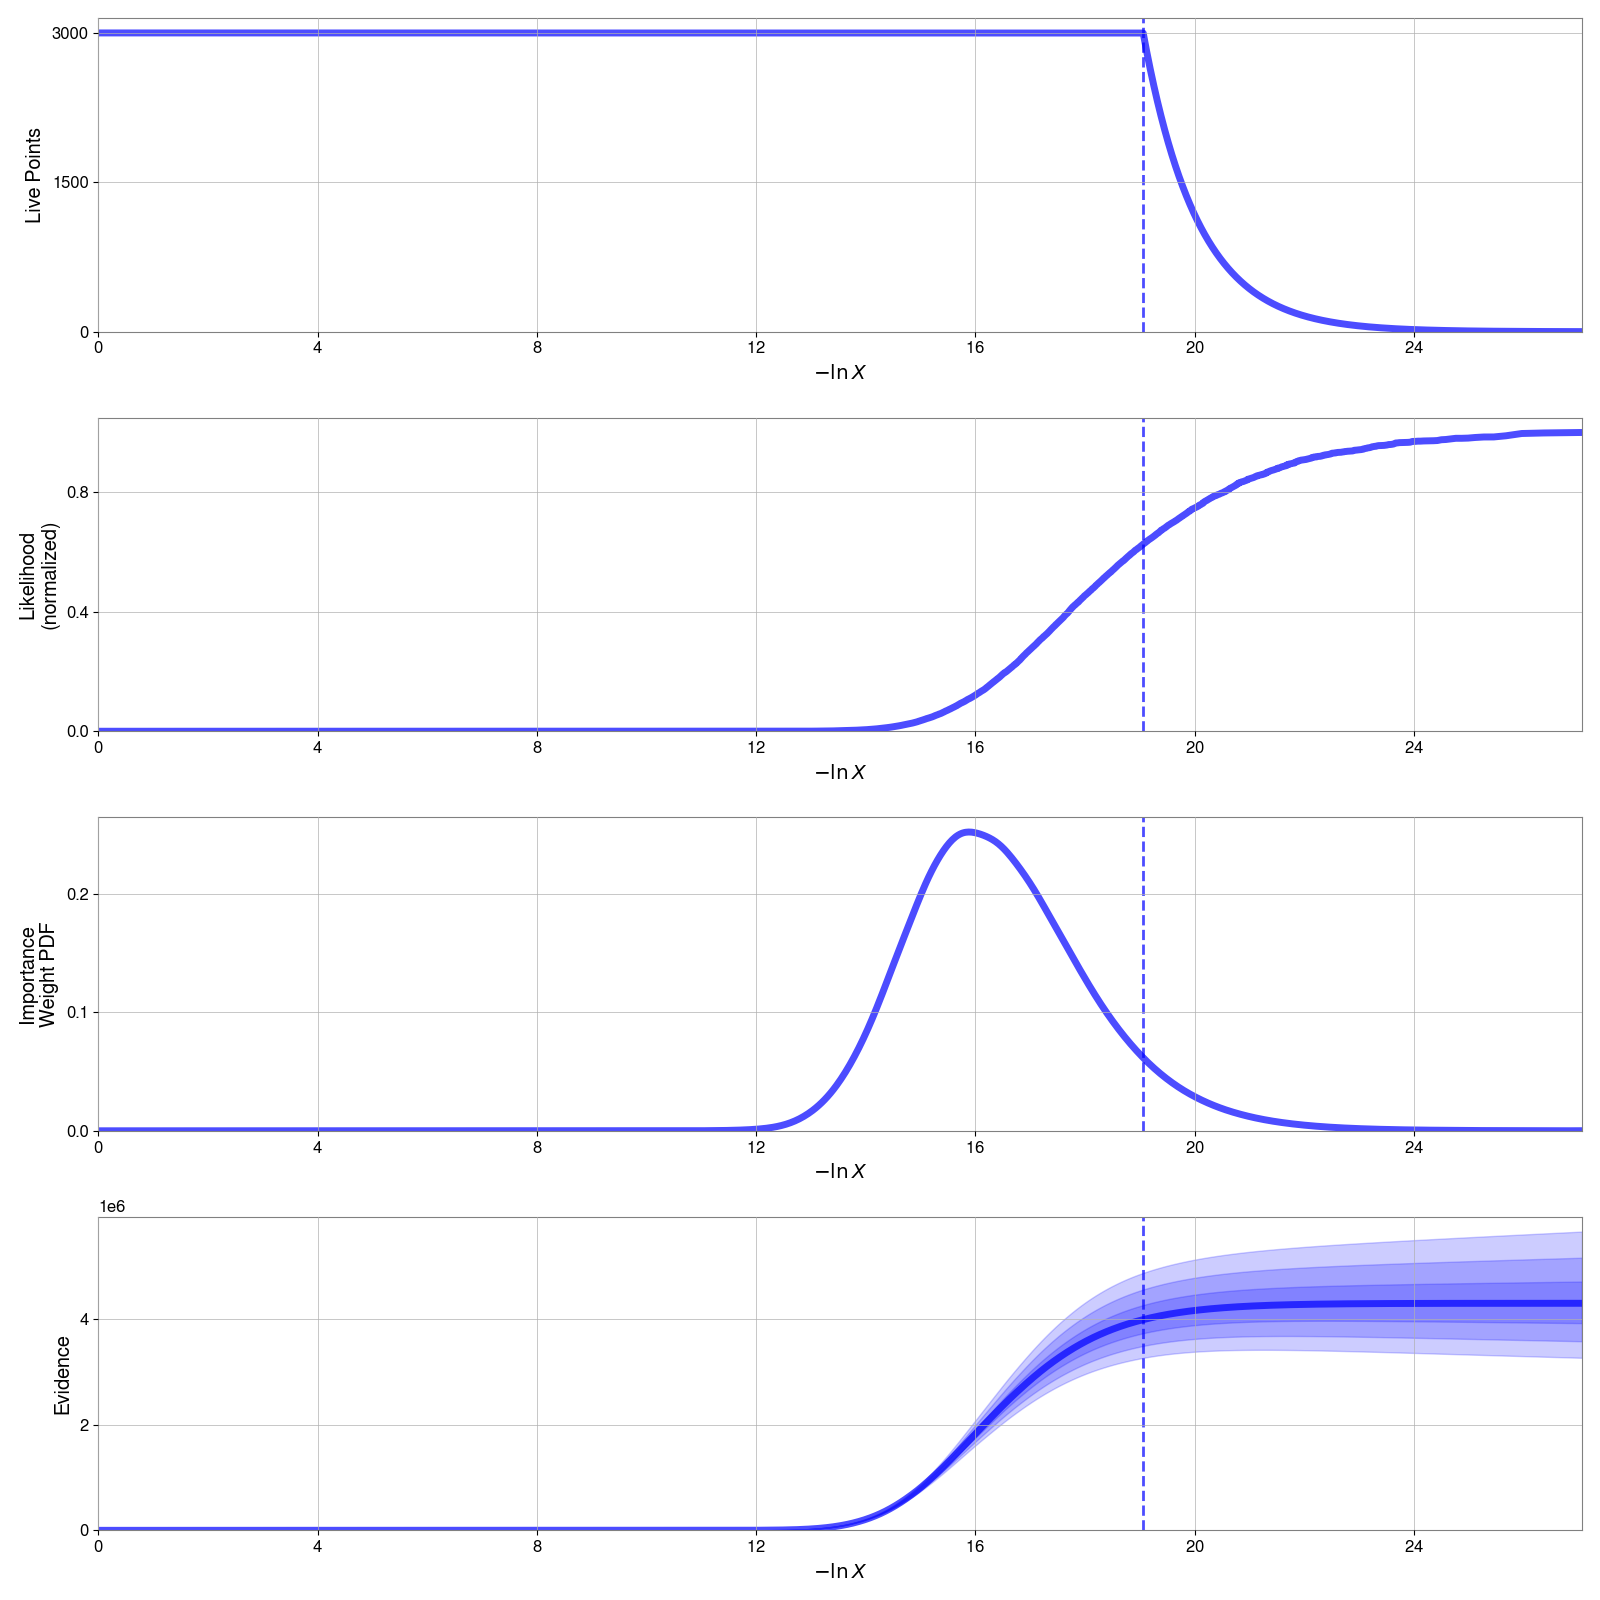 3000
1500
0
Live Points
0 4 8 12 16 20 24
−ln X
0.8
0.4
0.0
Likelihood
(normalized)
0 4 8 12 16 20 24
−ln X
0.2
0.1
0.0
Importance
Weight PDF
0 4 8 12 16 20 24
−ln X
1e6
4
2
0
Evidence
0 4 8 12 16 20 24
−ln X